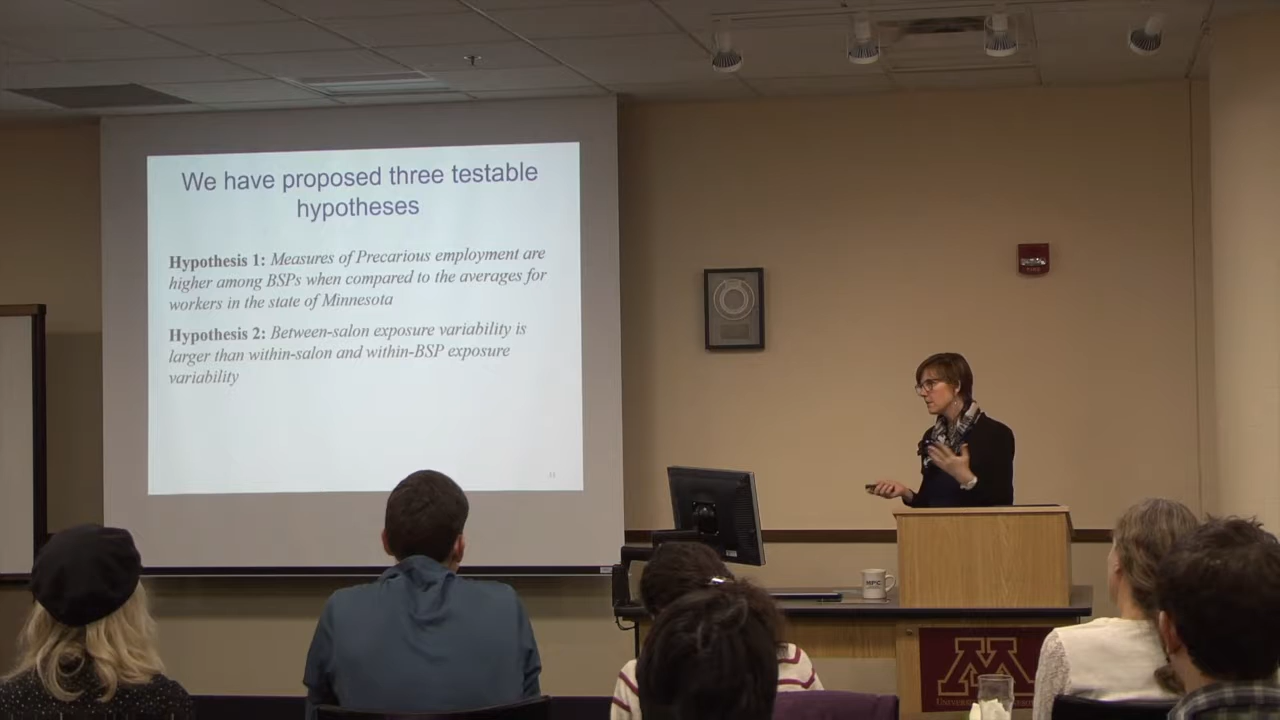 We have proposed three testable
hypotheses
Hypothesis 1: Measures of Precarious employment are
higher among BSPs when compared to the averages for
workers in the state of Minnesota
Hypothesis 2: Between-salon exposure variability is
larger than within-salon and within-BSP exposure
variability
FIRE
MPC
M